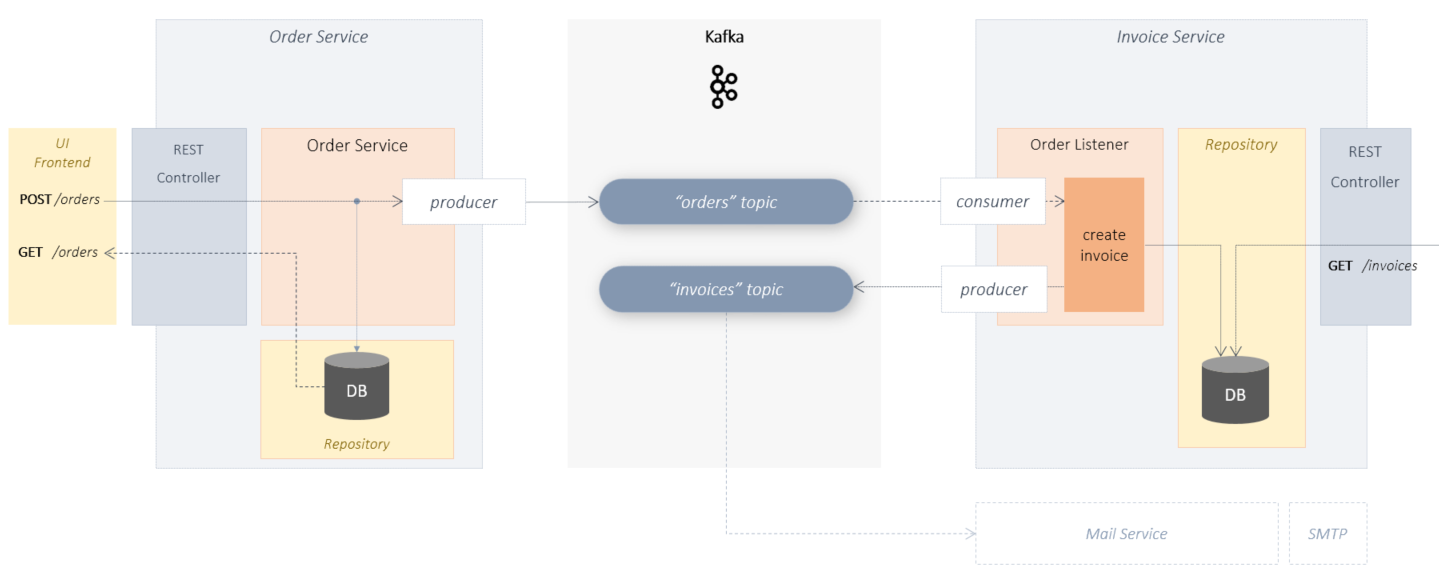 Order Service
Kafka
Invoice Service
UI
Frontend
POST /orders
GET /orders
REST
Controller
Order Service
producer
DB
Repository
“orders” topic
“invoices” topic
Order Listener
consumer
create
invoice
producer
Repository
DB
REST
Controller
GET /invoices
Mail Service
SMTP